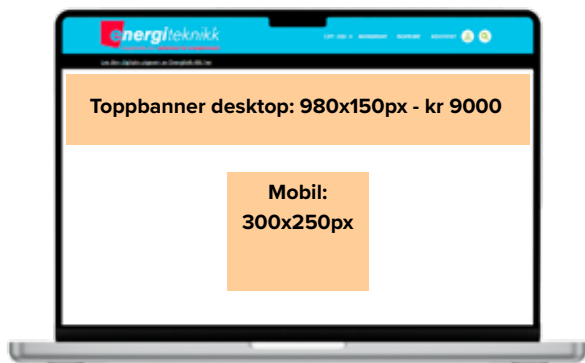 energiteknikk
Toppbanner desktop: 980x150px - kr 9000
Mobil:
300x250px